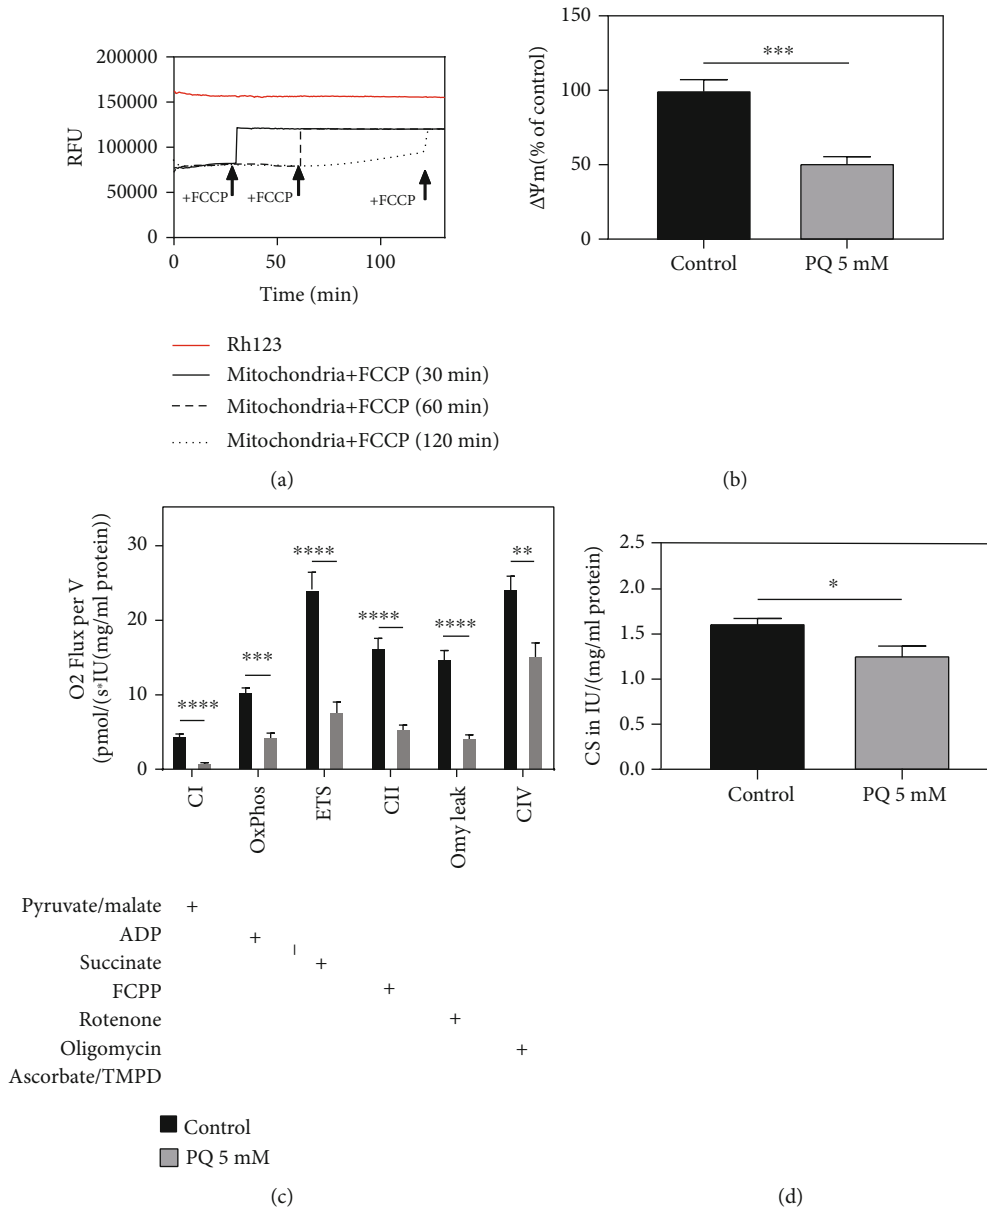 (a)
200000
150000
100000
50000
0
RFU
+FCCP
+FCCP
+FCCP
0
50
100
Time (min)
Rh123
Mitochondria+FCCP (30 min)
Mitochondria+FCCP (60 min)
Mitochondria+FCCP (120 min)
(a)
150
100
50
0
ΔΨm(% of control)
***
Control
PQ 5 mM
(b)
30
20
10
0
O2 Flux per V
(pmol/(s*IU(mg/ml protein))
****
***
****
****
****
**
CI
OxPhos
ETS
CII
Omy leak
CIV
Pyruvate/malate +
ADP +
Succinate +
FCPP +
Rotenone +
Oligomycin +
Ascorbate/TMPD
Control
PQ 5 mM
(c)
2.5
2.0
1.5
1.0
0.5
0.0
CS in IU/(mg/ml protein)
*
Control
PQ 5 mM
(d)